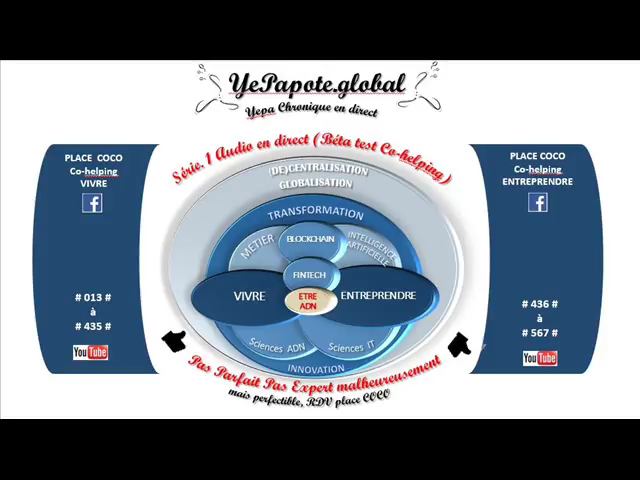 YePapote.global
Yepa Chronique en direct
Série.1 Audio en direct (Béta test Co-helping)
PLACE COCO
Co-helping
VIVRE
f
# 013 #
à
# 435 #
YouTube
(DE)CENTRALISATION
GLOBALISATION
TRANSFORMATION
METIER
BLOCKCHAIN
INTELLIGENCE
ARTIFICIELLE
FINTECH
VIVRE
ETRE
ADN
ENTREPRENDRE
Sciences ADN
Sciences IT
INNOVATION
PLACE COCO
Co-helping
ENTREPRENDRE
f
# 436 #
à
# 567 #
YouTube
Pas Parfait Pas Expert malheureusement
mais perfectible, RDV place COCO